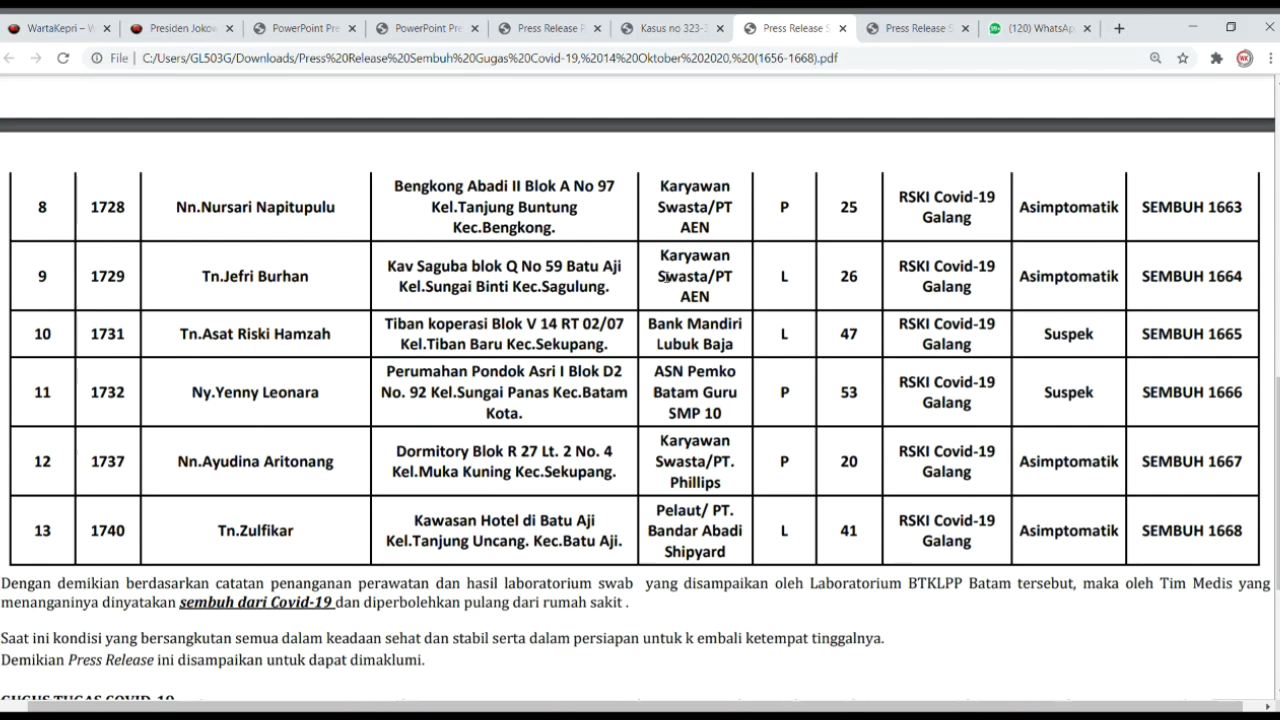 WartaKepri – W
Presiden Jokow
PowerPoint Pre
PowerPoint Pre
Press Release P
Kasus no 323-3
Press Release S
Press Release S
(120) WhatsAp
File | C:/Users/GL503G/Downloads/Press%20Release%20Sembuh%20Gugas%20Covid-19,%2014%20Oktober%202020,%20(1656-1668).pdf
8 1728 Nn.Nursari Napitupulu
Bengkong Abadi II Blok A No 97
Kel.Tanjung Buntung
Kec.Bengkong.
Karyawan
Swasta/PT
AEN
P 25
RSKI Covid-19
Galang
Asimptomatik SEMBUH 1663
9 1729 Tn.Jefri Burhan
Kav Saguba blok Q No 59 Batu Aji
Kel.Sungai Binti Kec.Sagulung.
Karyawan
Swasta/PT
AEN
L 26
RSKI Covid-19
Galang
Asimptomatik SEMBUH 1664
10 1731 Tn.Asat Riski Hamzah
Tiban koperasi Blok V 14 RT 02/07
Kel.Tiban Baru Kec.Sekupang.
Bank Mandiri
Lubuk Baja
L 47
RSKI Covid-19
Galang
Suspek SEMBUH 1665
11 1732 Ny.Yenny Leonara
Perumahan Pondok Asri I Blok D2
No. 92 Kel.Sungai Panas Kec.Batam
Kota.
ASN Pemko
Batam Guru
SMP 10
P 53
RSKI Covid-19
Galang
Suspek SEMBUH 1666
12 1737 Nn.Ayudina Aritonang
Dormitory Blok R 27 Lt. 2 No. 4
Kel.Muka Kuning Kec.Sekupang.
Karyawan
Swasta/PT.
Phillips
P 20
RSKI Covid-19
Galang
Asimptomatik SEMBUH 1667
13 1740 Tn.Zulfikar
Kawasan Hotel di Batu Aji
Kel.Tanjung Uncang. Kec.Batu Aji.
Pelaut/ PT.
Bandar Abadi
Shipyard
L 41
RSKI Covid-19
Galang
Asimptomatik SEMBUH 1668
Dengan demikian berdasarkan catatan penanganan perawatan dan hasil laboratorium swab yang disampaikan oleh Laboratorium BTKLPP Batam tersebut, maka oleh Tim Medis yang
menanganinya dinyatakan sembuh dari Covid-19 dan diperbolehkan pulang dari rumah sakit .
Saat ini kondisi yang bersangkutan semua dalam keadaan sehat dan stabil serta dalam persiapan untuk k embali ketempat tinggalnya.
Demikian Press Release ini disampaikan untuk dapat dimaklumi.
GUGUS TUGAS COVID-19